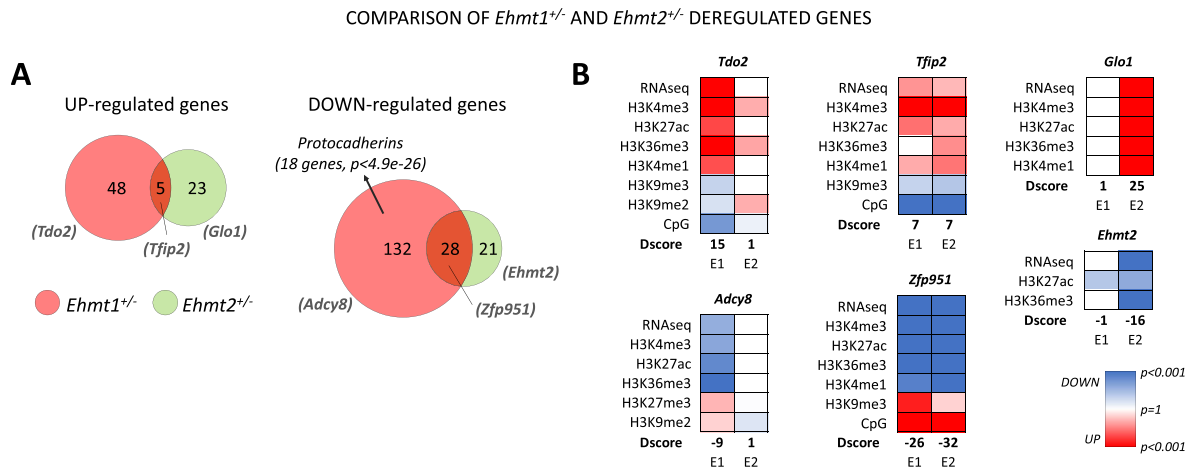 COMPARISON OF Ehmt1+/- AND Ehmt2+/- DEREGULATED GENES
A
UP-regulated genes
48
5
23
(Tdo2)
(Tfip2)
(Glo1)
Ehmt1+/-
Ehmt2+/-
DOWN-regulated genes
Protocadherins
(18 genes, p<4.9e-26)
132
28
21
(Adcy8)
(Zfp951)
(Ehmt2)
B
Tdo2
RNAseq
H3K4me3
H3K27ac
H3K36me3
H3K4me1
H3K9me3
H3K9me2
CpG
Dscore 15 1
E1 E2
Tfip2
RNAseq
H3K4me3
H3K27ac
H3K36me3
H3K4me1
H3K9me3
CpG
Dscore 7 7
E1 E2
Glo1
RNAseq
H3K4me3
H3K27ac
H3K36me3
H3K4me1
Dscore 1 25
E1 E2
Adcy8
RNAseq
H3K4me3
H3K27ac
H3K36me3
H3K27me3
H3K9me2
Dscore -9 1
E1 E2
Zfp951
RNAseq
H3K4me3
H3K27ac
H3K36me3
H3K4me1
H3K9me3
CpG
Dscore -26 -32
E1 E2
Ehmt2
RNAseq
H3K27ac
H3K36me3
Dscore -1 -16
E1 E2
DOWN
UP
p<0.001
p=1
p<0.001